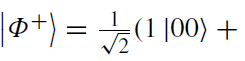 |Φ⁺⟩ = 1/√2 (1 |00⟩ +